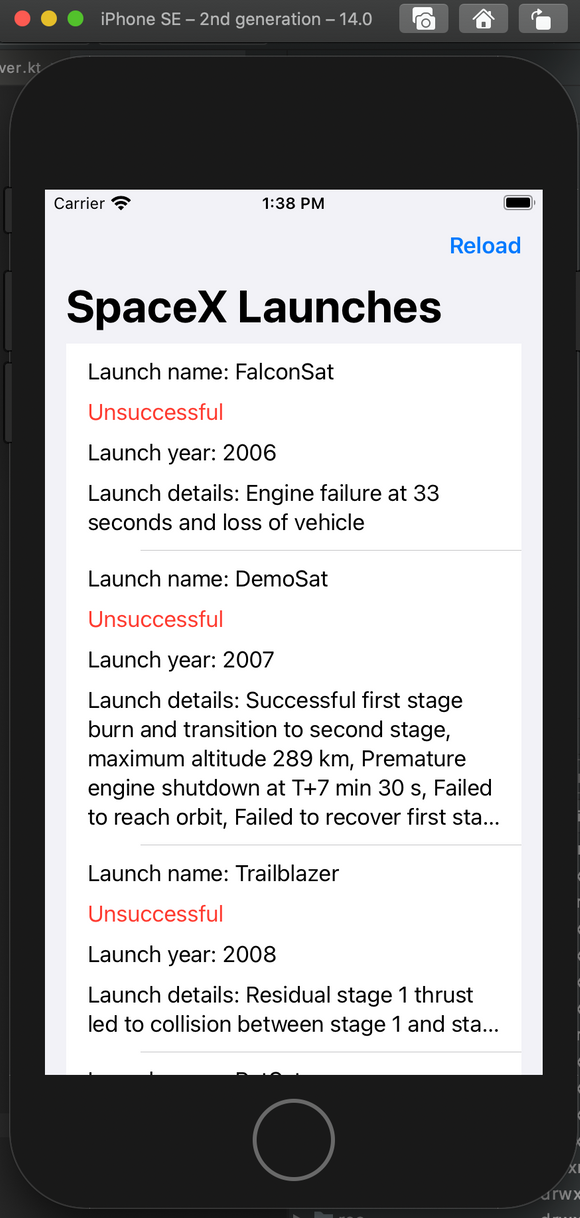 iPhone SE – 2nd generation – 14.0
ver.kt
Carrier 1:38 PM
Reload
SpaceX Launches
Launch name: FalconSat
Unsuccessful
Launch year: 2006
Launch details: Engine failure at 33
seconds and loss of vehicle
Launch name: DemoSat
Unsuccessful
Launch year: 2007
Launch details: Successful first stage
burn and transition to second stage,
maximum altitude 289 km, Premature
engine shutdown at T+7 min 30 s, Failed
to reach orbit, Failed to recover first sta...
Launch name: Trailblazer
Unsuccessful
Launch year: 2008
Launch details: Residual stage 1 thrust
led to collision between stage 1 and sta...
drwx